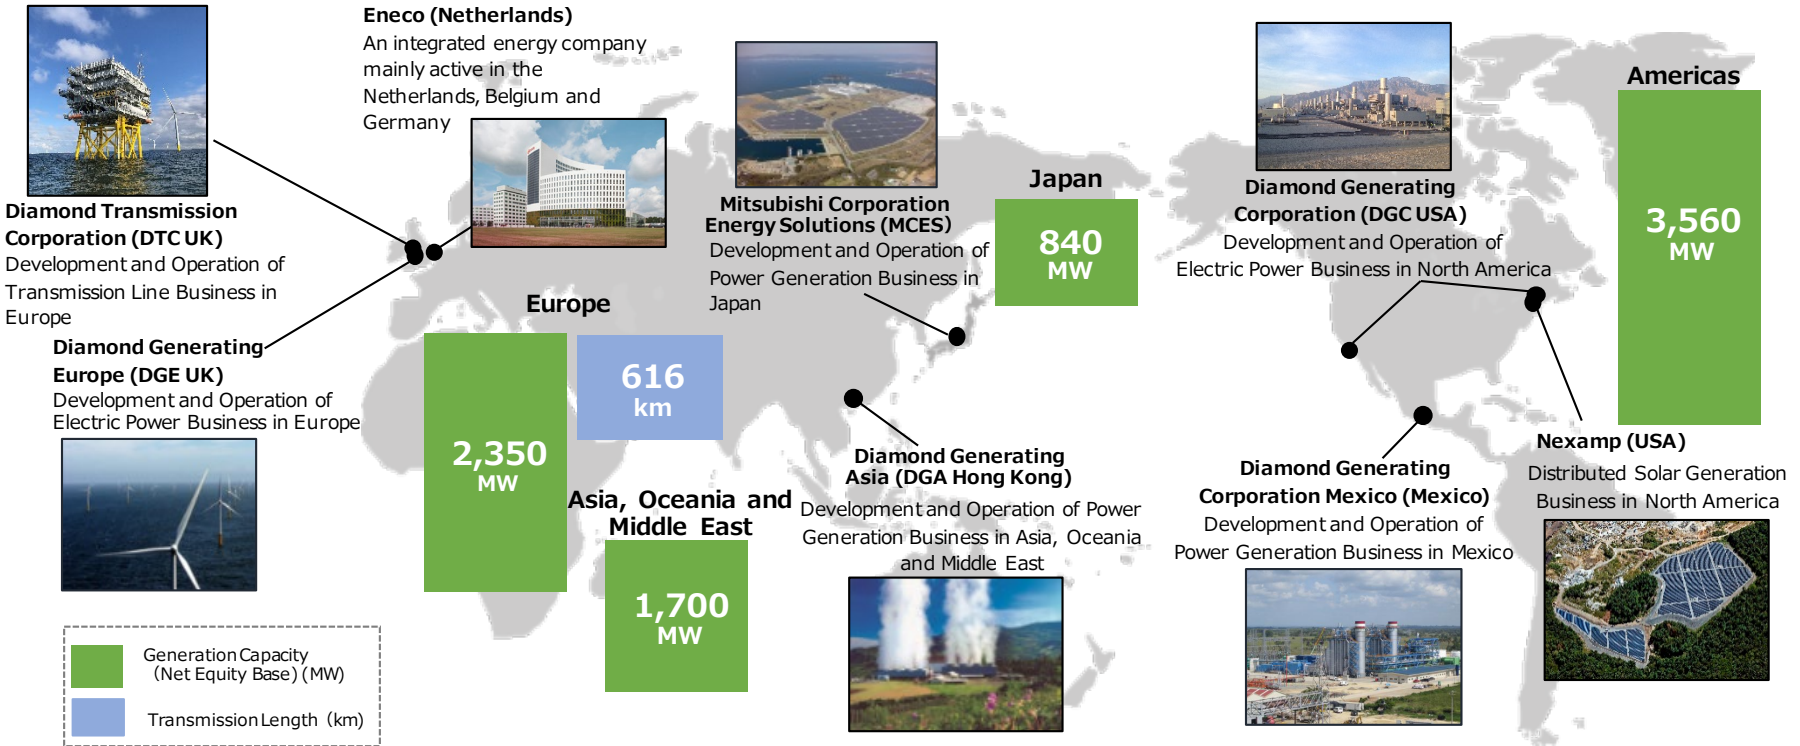 Eneco (Netherlands)
An integrated energy company
mainly active in the
Netherlands, Belgium and
Germany
Diamond Transmission
Corporation (DTC UK)
Development and Operation of
Transmission Line Business in
Europe
Diamond Generating
Europe (DGE UK)
Development and Operation of
Electric Power Business in Europe
Europe
2,350
MW
616
km
Asia, Oceania and
Middle East
1,700
MW
Mitsubishi Corporation
Energy Solutions (MCES)
Development and Operation of
Power Generation Business in
Japan
Japan
840
MW
Diamond Generating
Asia (DGA Hong Kong)
Development and Operation of Power
Generation Business in Asia, Oceania
and Middle East
Diamond Generating
Corporation (DGC USA)
Development and Operation of
Electric Power Business in North America
Americas
3,560
MW
Diamond Generating
Corporation Mexico (Mexico)
Development and Operation of
Power Generation Business in Mexico
Nexamp (USA)
Distributed Solar Generation
Business in North America
Generation Capacity
（Net Equity Base) (MW)
Transmission Length（km)